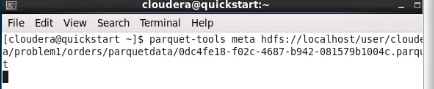 cloudera@quickstart:~
File Edit View Search Terminal Help
[cloudera@quickstart ~]$ parquet-tools meta hdfs://localhost/user/cloude
a/problem1/orders/parquetdata/0dc4fe18-f02c-4687-b942-081579b1004c.parqu
t